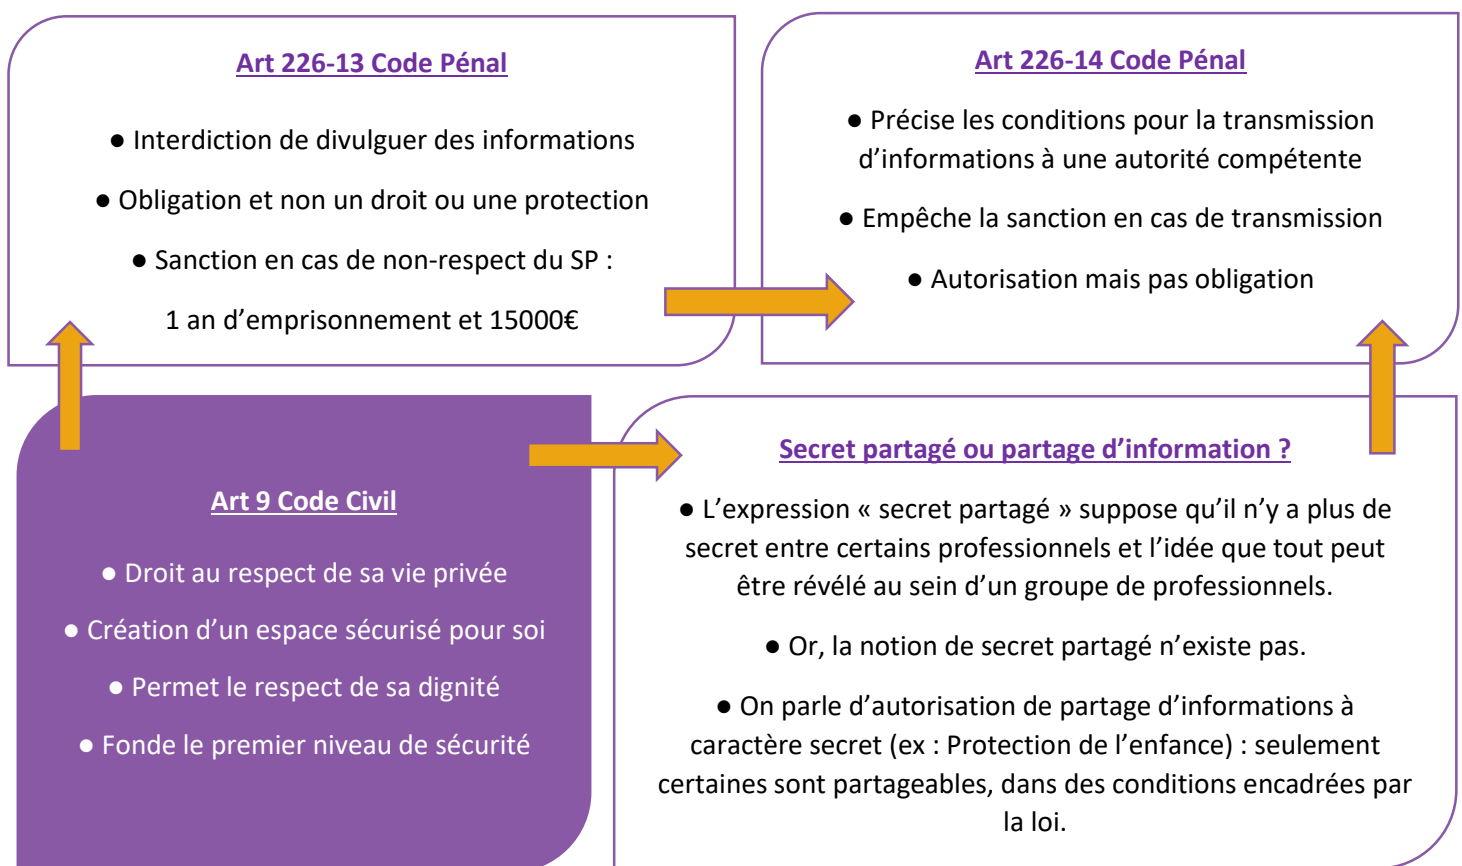 Art 226-13 Code Pénal
● Interdiction de divulguer des informations
● Obligation et non un droit ou une protection
● Sanction en cas de non-respect du SP :
1 an d’emprisonnement et 15000€
Art 226-14 Code Pénal
● Précise les conditions pour la transmission
d’informations à une autorité compétente
● Empêche la sanction en cas de transmission
● Autorisation mais pas obligation
Art 9 Code Civil
● Droit au respect de sa vie privée
● Création d’un espace sécurisé pour soi
● Permet le respect de sa dignité
● Fonde le premier niveau de sécurité
Secret partagé ou partage d’information ?
● L’expression « secret partagé » suppose qu’il n’y a plus de
secret entre certains professionnels et l’idée que tout peut
être révélé au sein d’un groupe de professionnels.
● Or, la notion de secret partagé n’existe pas.
● On parle d’autorisation de partage d’informations à
caractère secret (ex : Protection de l’enfance) : seulement
certaines sont partageables, dans des conditions encadrées par
la loi.